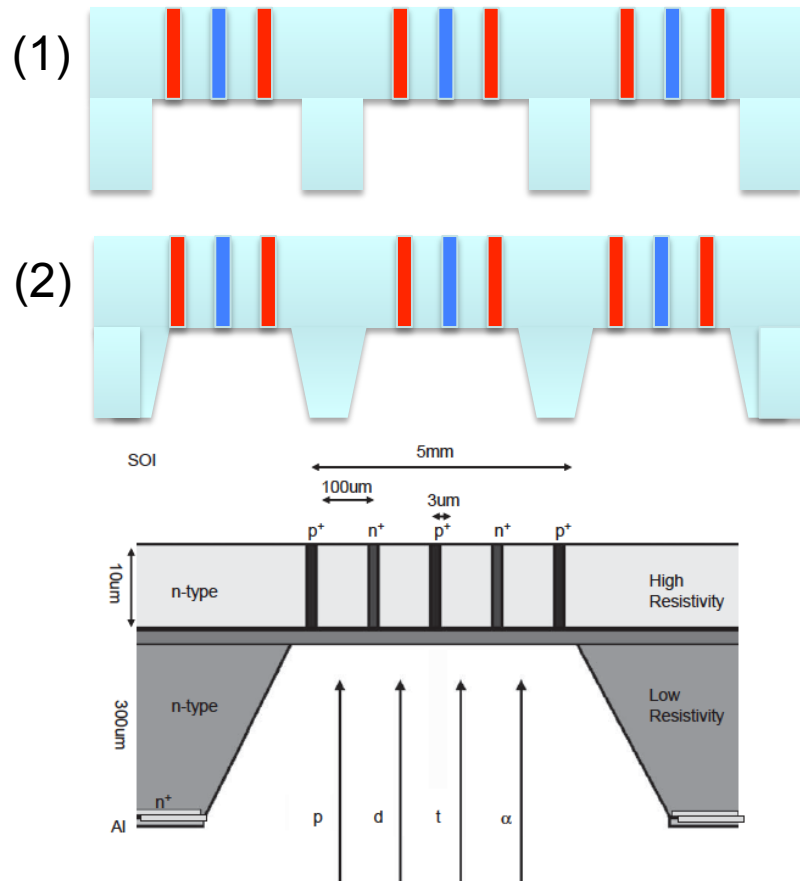 (1)
(2)
SOI
5mm
100um
3um
p+ n+ p+ n+ p+
10um
n-type
High
Resistivity
300um
n-type
Low
Resistivity
n+
Al
p d t α